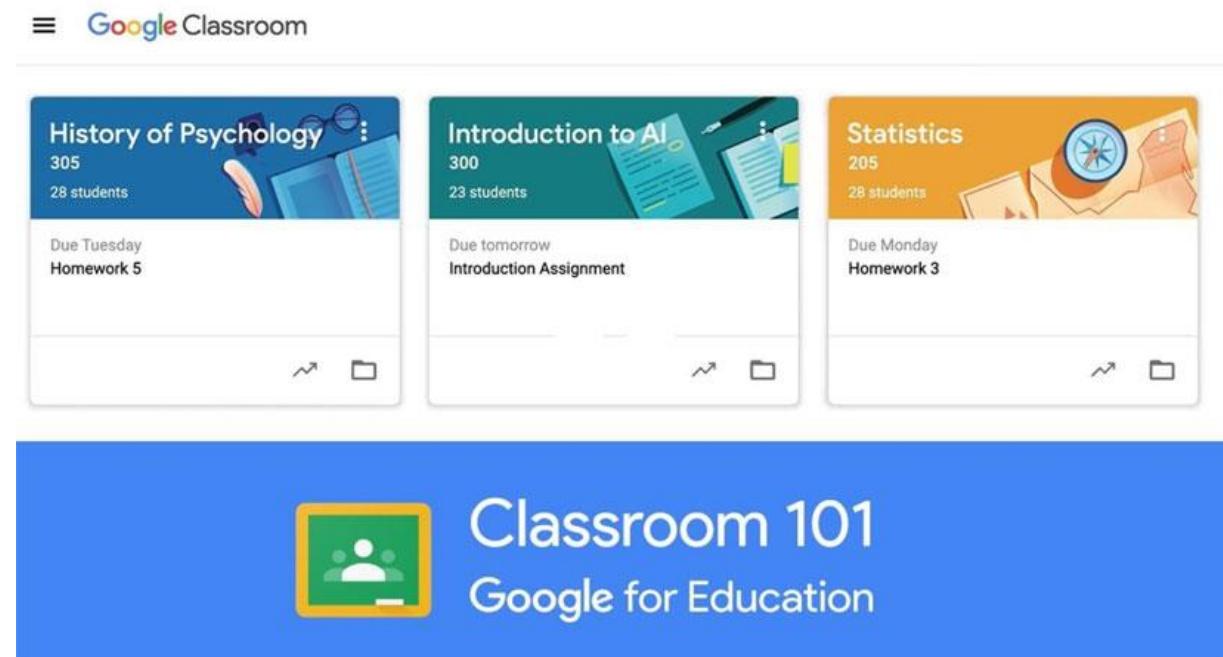 Google Classroom
History of Psychology
305
28 students
Due Tuesday
Homework 5
Introduction to AI
300
23 students
Due tomorrow
Introduction Assignment
Statistics
205
28 students
Due Monday
Homework 3
Classroom 101
Google for Education